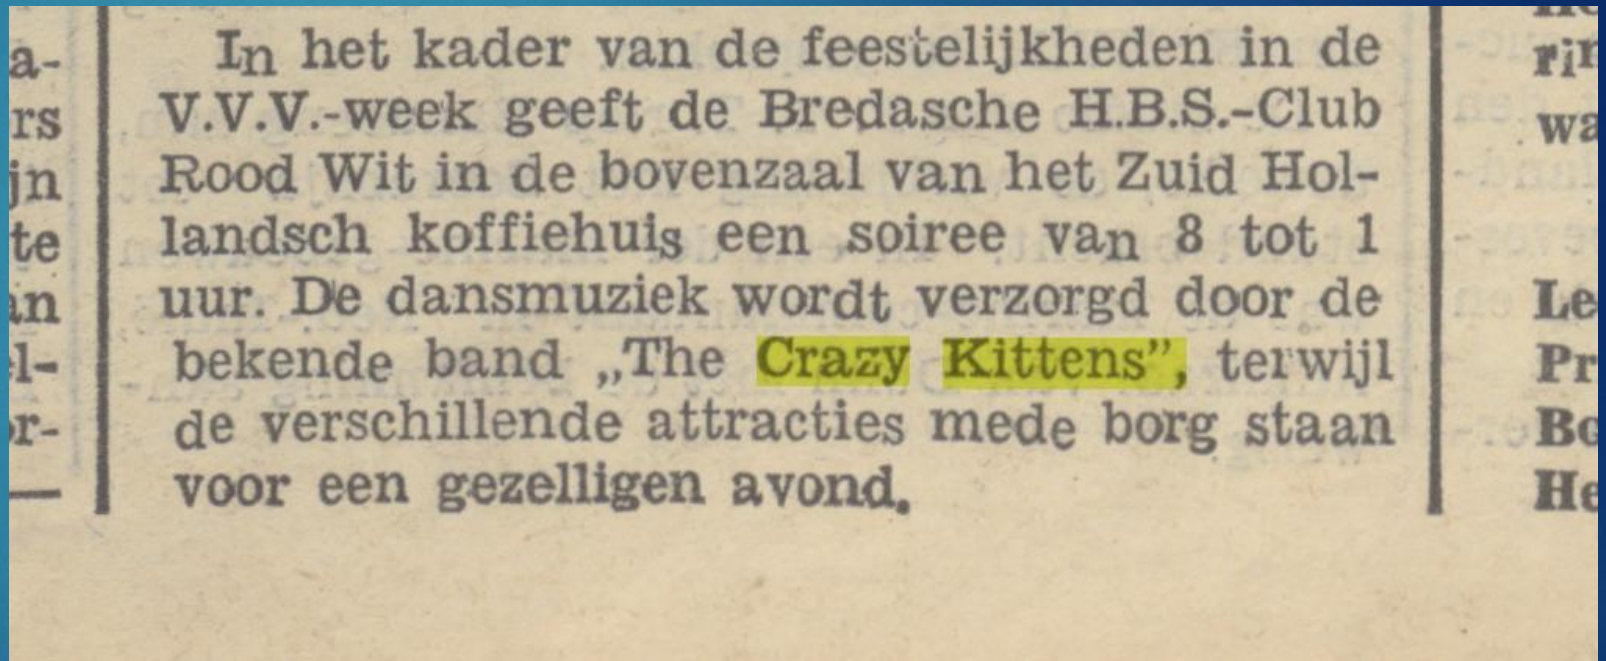 In het kader van de feestelijkheden in de
V.V.V.-week geeft de Bredasche H.B.S.-Club
Rood Wit in de bovenzaal van het Zuid Hol-
landsch koffiehuis een soiree van 8 tot 1
uur. De dansmuziek wordt verzorgd door de
bekende band „The Crazy Kittens”, terwijl
de verschillende attracties mede borg staan
voor een gezelligen avond.